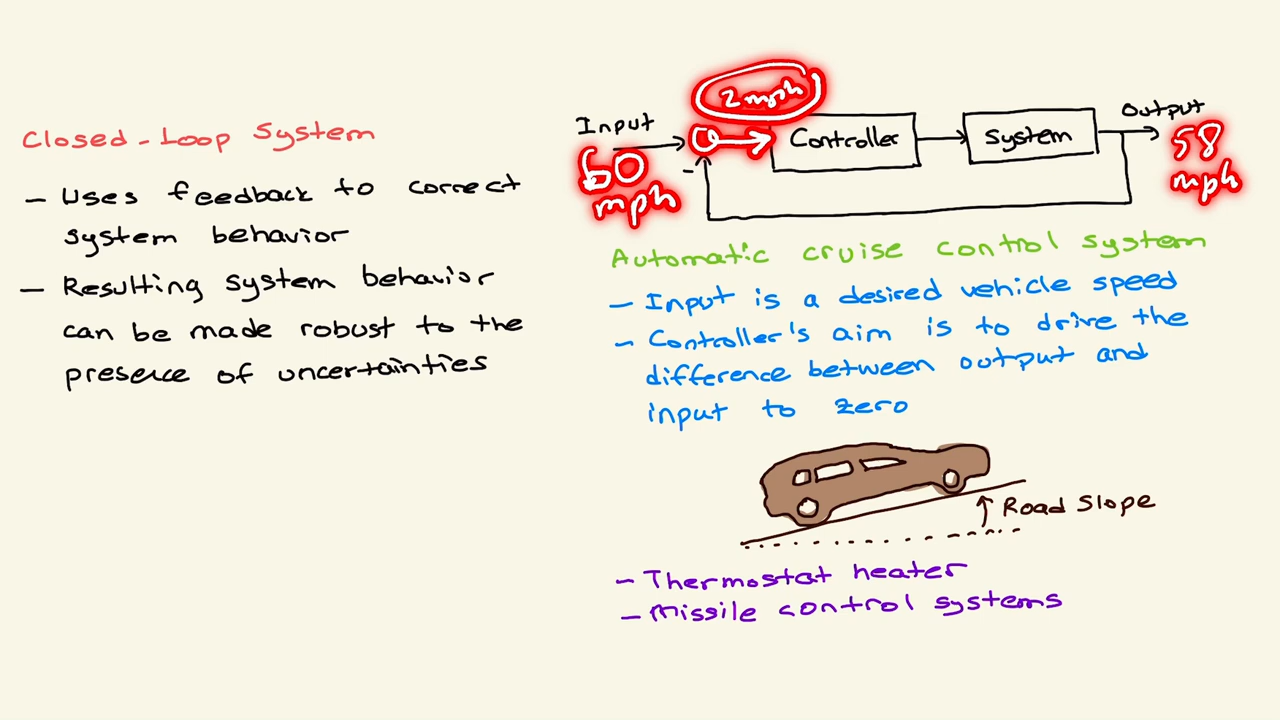 Closed-Loop System
- Uses feedback to correct
system behavior
- Resulting system behavior
can be made robust to the
presence of uncertainties
2 mph
Input
60
mph
-
Controller
System
Output
58
mph
Automatic cruise control system
- Input is a desired vehicle speed
- Controller's aim is to drive the
difference between output and
input to zero
Road Slope
- Thermostat heater
- Missile control systems